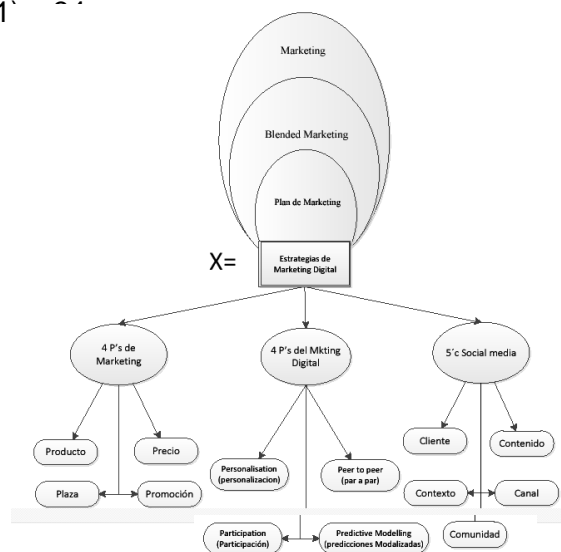 1)
Marketing
Blended Marketing
Plan de Marketing
X=
Estrategias de
Marketing Digital
4 P's de
Marketing
4 P's del Mkting
Digital
5´c Social media
Producto
Precio
Plaza
Promoción
Personalisation
(personalizacion)
Peer to peer
(par a par)
Participation
(Participación)
Predictive Modelling
(predicciones Modalizadas)
Cliente
Contenido
Contexto
Canal
Comunidad